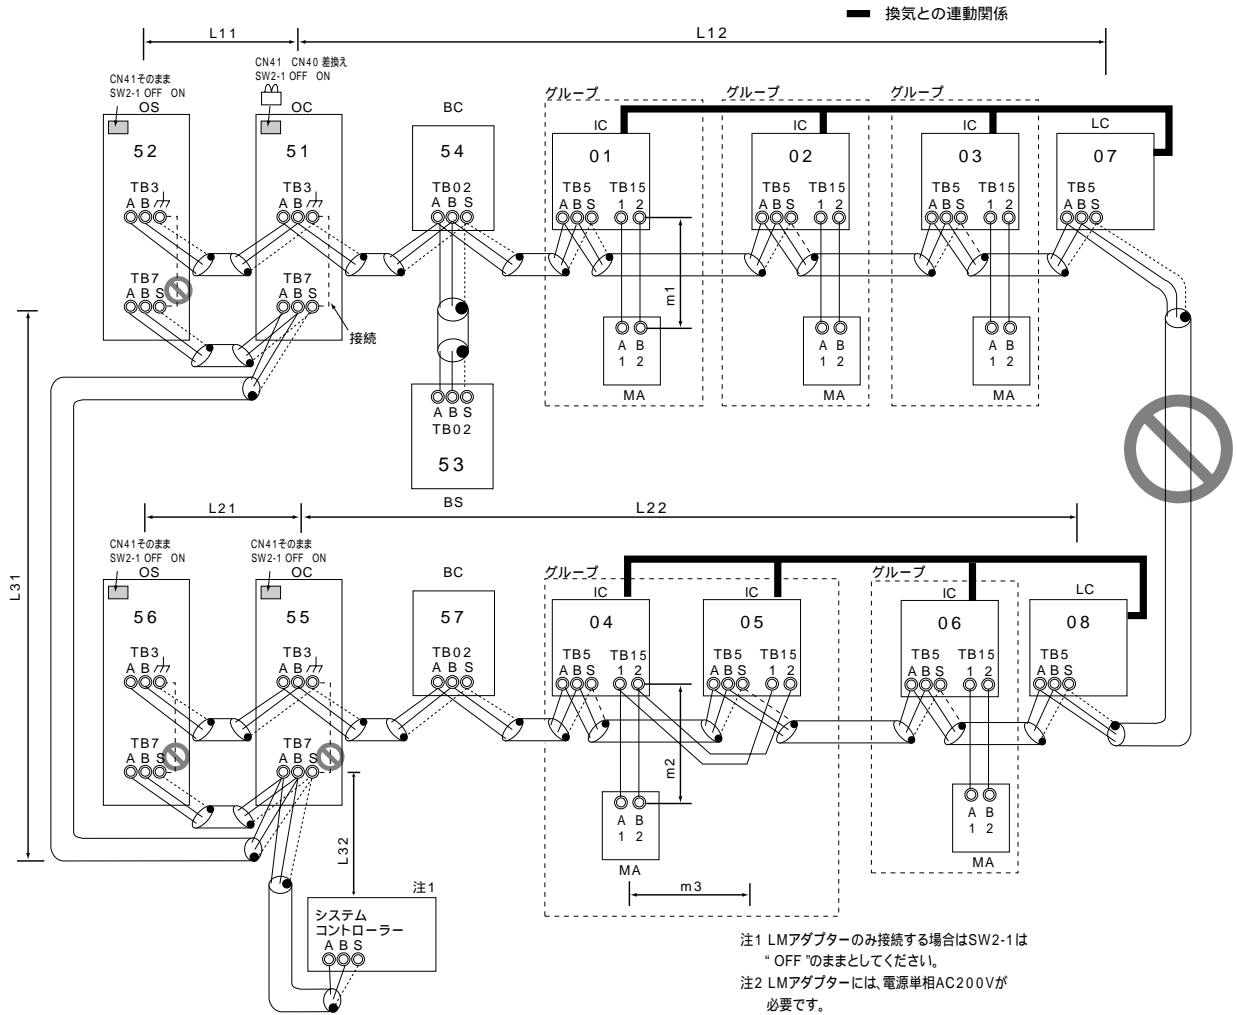 換気との連動関係
L11
L12
CN41そのまま
SW2-1 OFF ON
OS
CN41 CN40 差換え
SW2-1 OFF ON
OC
BC
グループ
IC
グループ
IC
グループ
IC
LC
52
51
54
01
02
03
07
TB3
A B
TB3
A B
TB02
A B S
TB5
A B S
TB15
1 2
TB5
A B S
TB15
1 2
TB5
A B S
TB15
1 2
TB5
A B S
TB7
A B S
TB7
A B S
接続
m1
A B
1 2
MA
A B
1 2
MA
A B
1 2
MA
A B S
TB02
53
BS
L31
L21
L22
CN41そのまま
SW2-1 OFF ON
OS
CN41そのまま
SW2-1 OFF ON
OC
BC
グループ
IC
IC
グループ
IC
LC
56
55
57
04
05
06
08
TB3
A B
TB3
A B
TB02
A B S
TB5
A B S
TB15
1 2
TB5
A B S
TB15
1 2
TB5
A B S
TB15
1 2
TB5
A B S
TB7
A B S
TB7
A B S
m2
A B
1 2
MA
A B
1 2
MA
L32
m3
注1
システム
コントローラー
A B S
注1 LMアダプターのみ接続する場合はSW2-1は
“ OFF ”のままとしてください。
注2 LMアダプターには、電源単相AC200Vが
必要です。